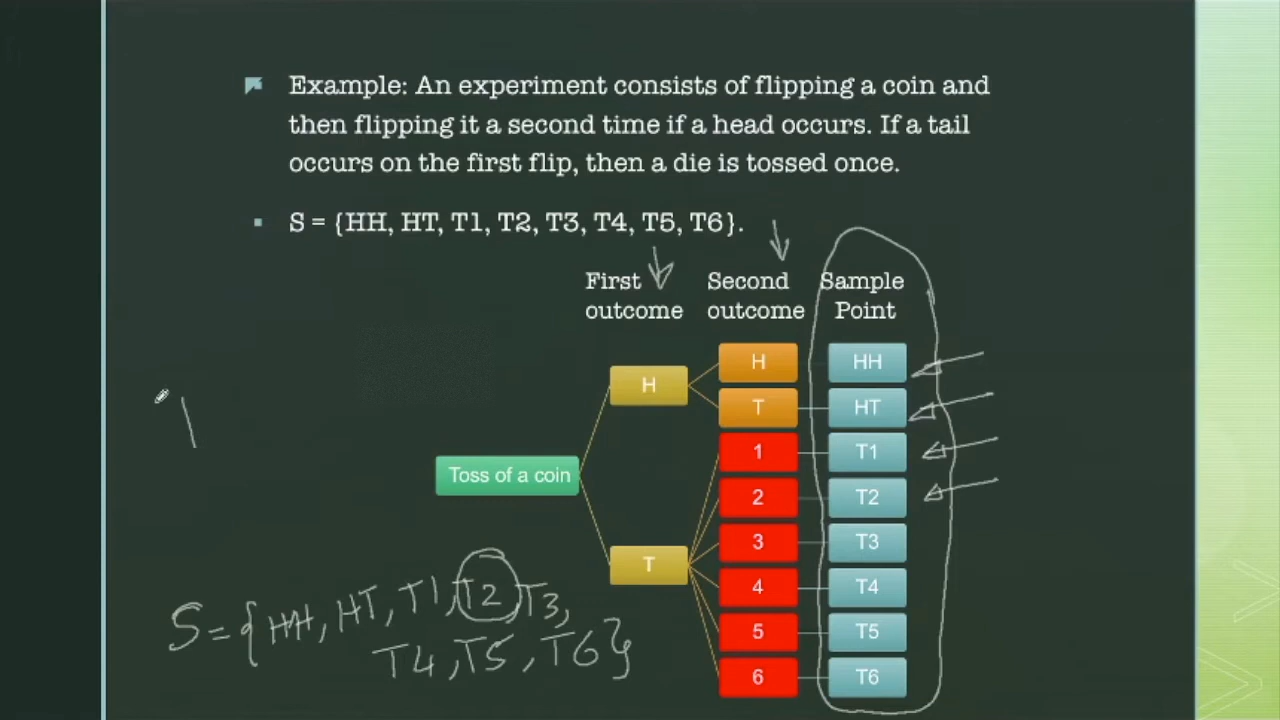 Example: An experiment consists of flipping a coin and
then flipping it a second time if a head occurs. If a tail
occurs on the first flip, then a die is tossed once.
S = {HH, HT, T1, T2, T3, T4, T5, T6}.
First outcome
Second outcome
Sample Point
Toss of a coin
H
T
H
T
1
2
3
4
5
6
HH
HT
T1
T2
T3
T4
T5
T6
S={HH, HT, T1, T2, T3,
T4, T5, T6}